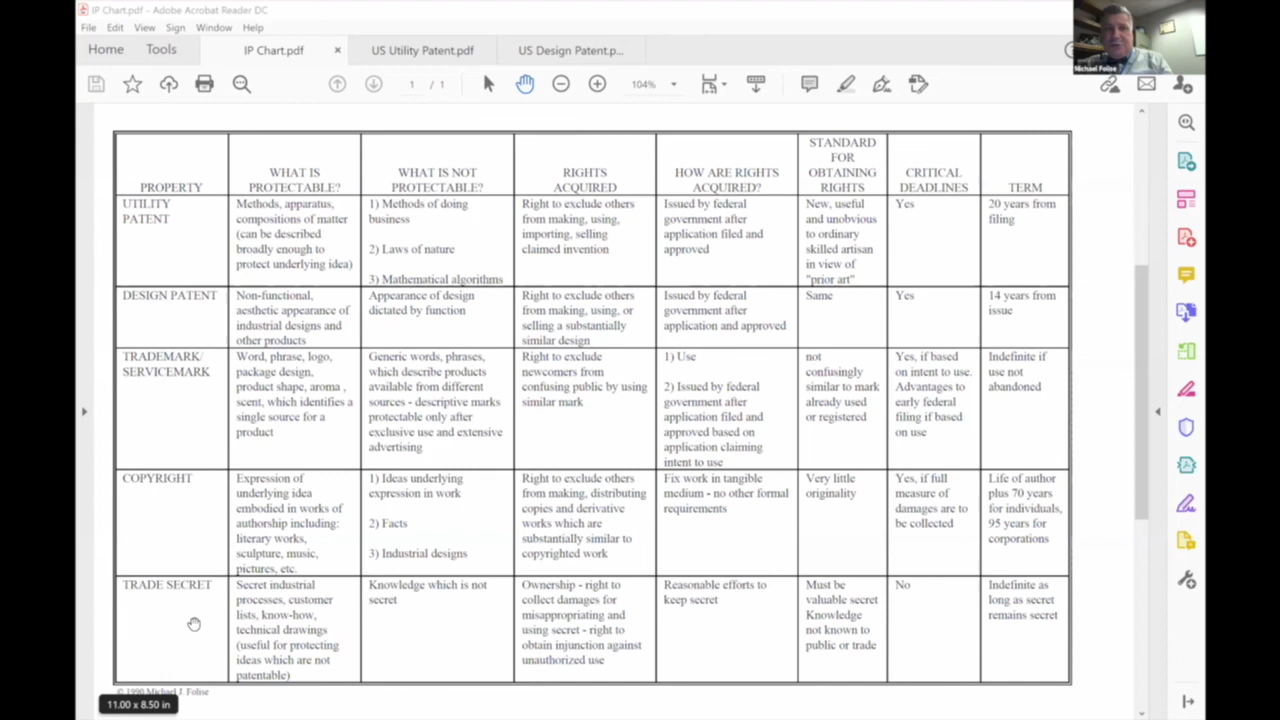 IP Chart.pdf - Adobe Acrobat Reader DC
File Edit View Sign Window Help
Home Tools IP Chart.pdf × US Utility Patent.pdf US Design Patent.p...
/ 1 104%
Michael Folise
PROPERTY
WHAT IS
PROTECTABLE?
WHAT IS NOT
PROTECTABLE?
RIGHTS
ACQUIRED
HOW ARE RIGHTS
ACQUIRED?
STANDARD
FOR
OBTAINING
RIGHTS
CRITICAL
DEADLINES
TERM
UTILITY
PATENT
Methods, apparatus,
compositions of matter
(can be described
broadly enough to
protect underlying idea)
1) Methods of doing
business
2) Laws of nature
3) Mathematical algorithms
Right to exclude others
from making, using,
importing, selling
claimed invention
Issued by federal
government after
application filed and
approved
New, useful
and unobvious
to ordinary
skilled artisan
in view of
"prior art"
Yes
20 years from
filing
DESIGN PATENT
Non-functional,
aesthetic appearance of
industrial designs and
other products
Appearance of design
dictated by function
Right to exclude others
from making, using, or
selling a substantially
similar design
Issued by federal
government after
application and approved
Same
Yes
14 years from
issue
TRADEMARK/
SERVICEMARK
Word, phrase, logo,
package design,
product shape, aroma ,
scent, which identifies a
single source for a
product
Generic words, phrases,
which describe products
available from different
sources - descriptive marks
protectable only after
exclusive use and extensive
advertising
Right to exclude
newcomers from
confusing public by using
similar mark
1) Use
2) Issued by federal
government after
application filed and
approved based on
application claiming
intent to use
not
confusingly
similar to mark
already used
or registered
Yes, if based
on intent to use.
Advantages to
early federal
filing if based
on use
Indefinite if
use not
abandoned
COPYRIGHT
Expression of
underlying idea
embodied in works of
authorship including:
literary works,
sculpture, music,
pictures, etc.
1) Ideas underlying
expression in work
2) Facts
3) Industrial designs
Right to exclude others
from making, distributing
copies and derivative
works which are
substantially similar to
copyrighted work
Fix work in tangible
medium - no other formal
requirements
Very little
originality
Yes, if full
measure of
damages are to
be collected
Life of author
plus 70 years
for individuals,
95 years for
corporations
TRADE SECRET
Secret industrial
processes, customer
lists, know-how,
technical drawings
(useful for protecting
ideas which are not
patentable)
Knowledge which is not
secret
Ownership - right to
collect damages for
misappropriating and
using secret - right to
obtain injunction against
unauthorized use
Reasonable efforts to
keep secret
Must be
valuable secret
Knowledge
not known to
public or trade
No
Indefinite as
long as secret
remains secret
© 1990 Michael J. Folise
11.00 x 8.50 in